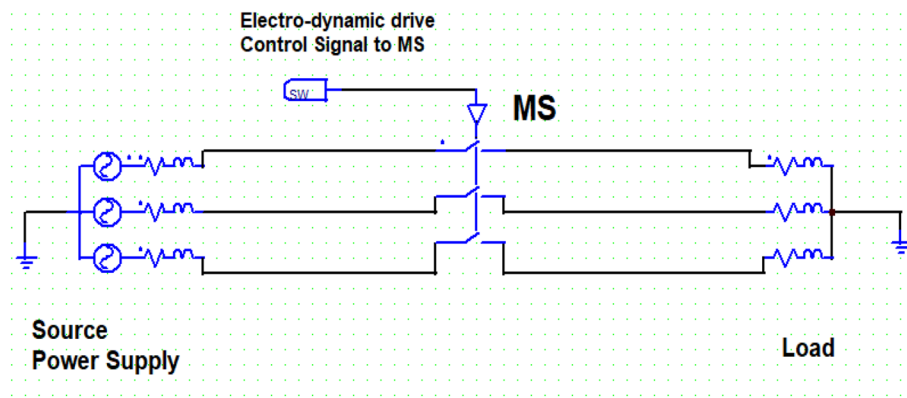 Electro-dynamic drive
Control Signal to MS
SW
MS
Source
Power Supply
Load